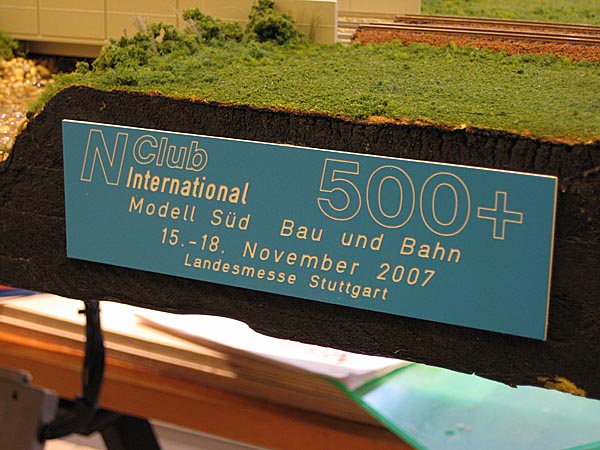 N Club 500+
International
Modell Süd Bau und Bahn
15.-18. November 2007
Landesmesse Stuttgart